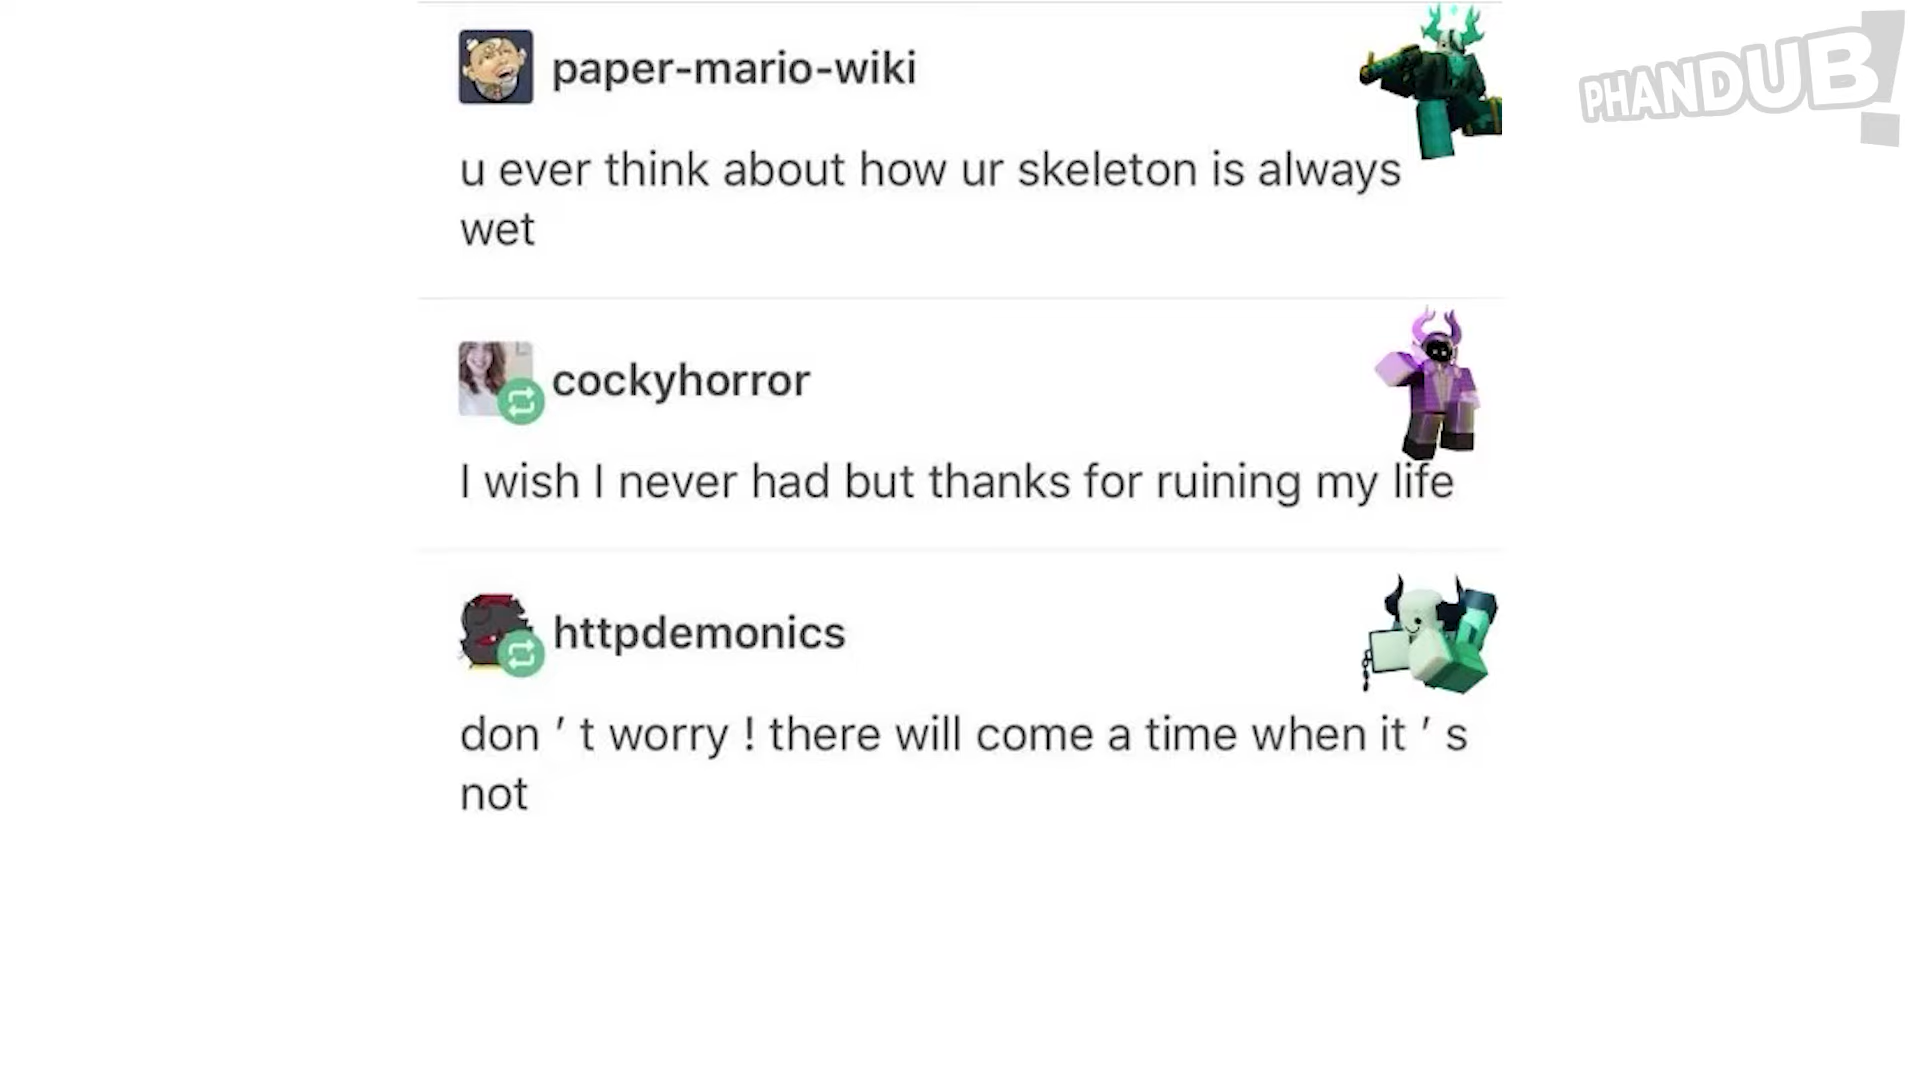 paper-mario-wiki
PHANDUB!
u ever think about how ur skeleton is always
wet
cockyhorror
I wish I never had but thanks for ruining my life
httpdemonics
don ' t worry ! there will come a time when it ' s
not